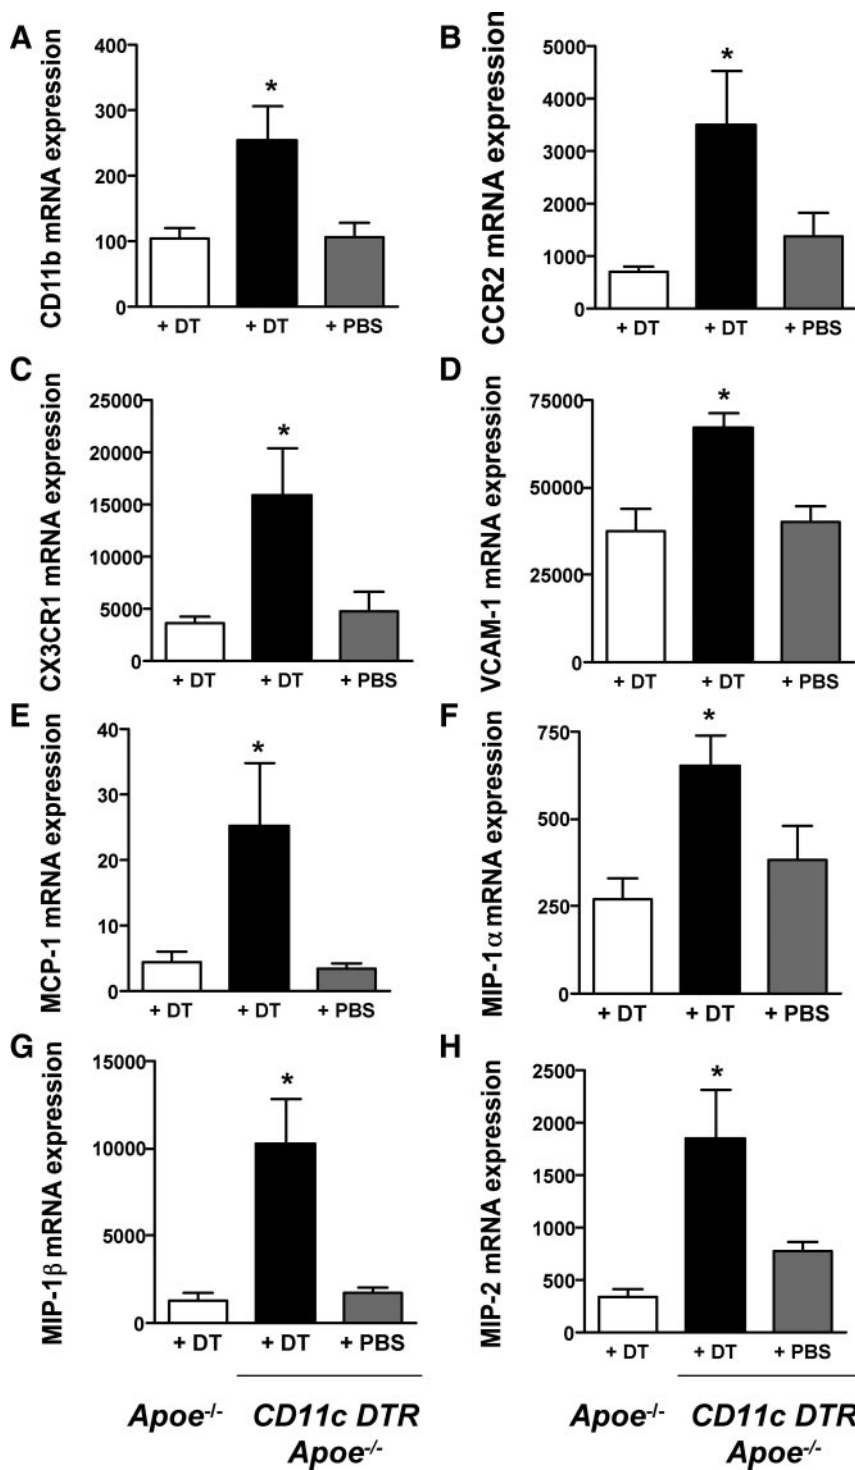 A
CD11b mRNA expression
400
300
200
100
0
*
+ DT
+ DT
+ PBS
B
CCR2 mRNA expression
5000
4000
3000
2000
1000
0
*
+ DT
+ DT
+ PBS
C
CX3CR1 mRNA expression
25000
20000
15000
10000
5000
0
*
+ DT
+ DT
+ PBS
D
VCAM-1 mRNA expression
75000
50000
25000
0
*
+ DT
+ DT
+ PBS
E
MCP-1 mRNA expression
40
30
20
10
0
*
+ DT
+ DT
+ PBS
F
MIP-1α mRNA expression
750
500
250
0
*
+ DT
+ DT
+ PBS
G
MIP-1β mRNA expression
15000
10000
5000
0
*
+ DT
+ DT
+ PBS
H
MIP-2 mRNA expression
2500
2000
1500
1000
500
0
*
+ DT
+ DT
+ PBS
Apoe-/-
CD11c DTR
Apoe-/-
Apoe-/-
CD11c DTR
Apoe-/-